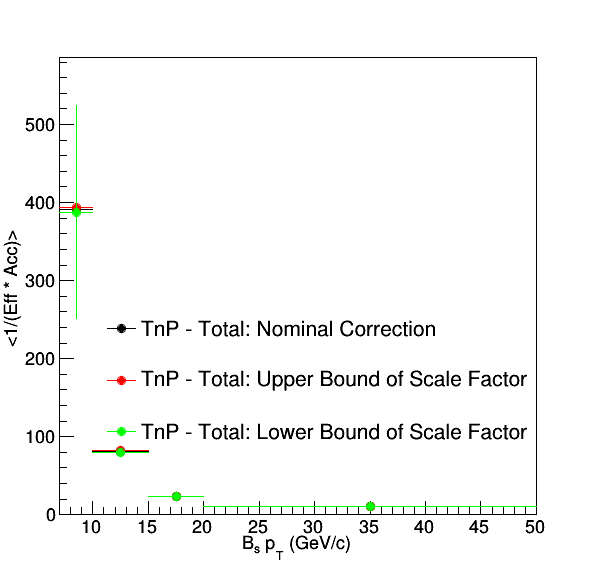 <1/(Eff * Acc)>
500
400
300
200
100
0
TnP - Total: Nominal Correction
TnP - Total: Upper Bound of Scale Factor
TnP - Total: Lower Bound of Scale Factor
10 15 20 25 30 35 40 45 50
Bs pT (GeV/c)